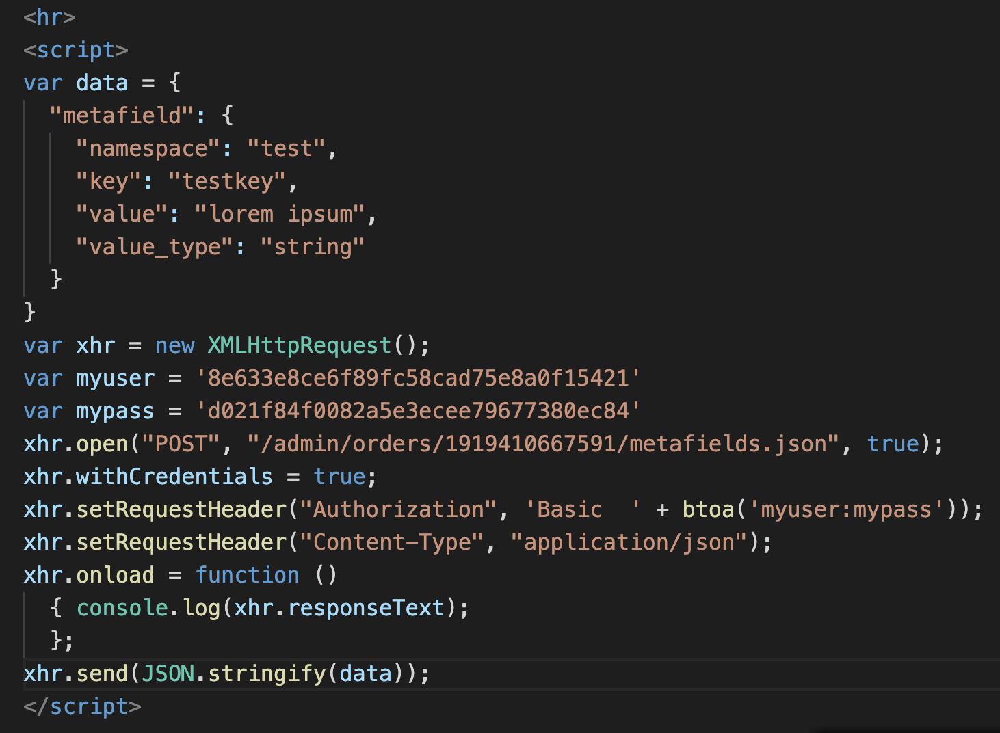 <hr>
<script>
var data = {
  "metafield": {
    "namespace": "test",
    "key": "testkey",
    "value": "lorem ipsum",
    "value_type": "string"
  }
}
var xhr = new XMLHttpRequest();
var myuser = '8e633e8ce6f89fc58cad75e8a0f15421'
var mypass = 'd021f84f0082a5e3ecee79677380ec84'
xhr.open("POST", "/admin/orders/1919410667591/metafields.json", true);
xhr.withCredentials = true;
xhr.setRequestHeader("Authorization", 'Basic  ' + btoa('myuser:mypass'));
xhr.setRequestHeader("Content-Type", "application/json");
xhr.onload = function ()
  { console.log(xhr.responseText);
  };
xhr.send(JSON.stringify(data));
</script>